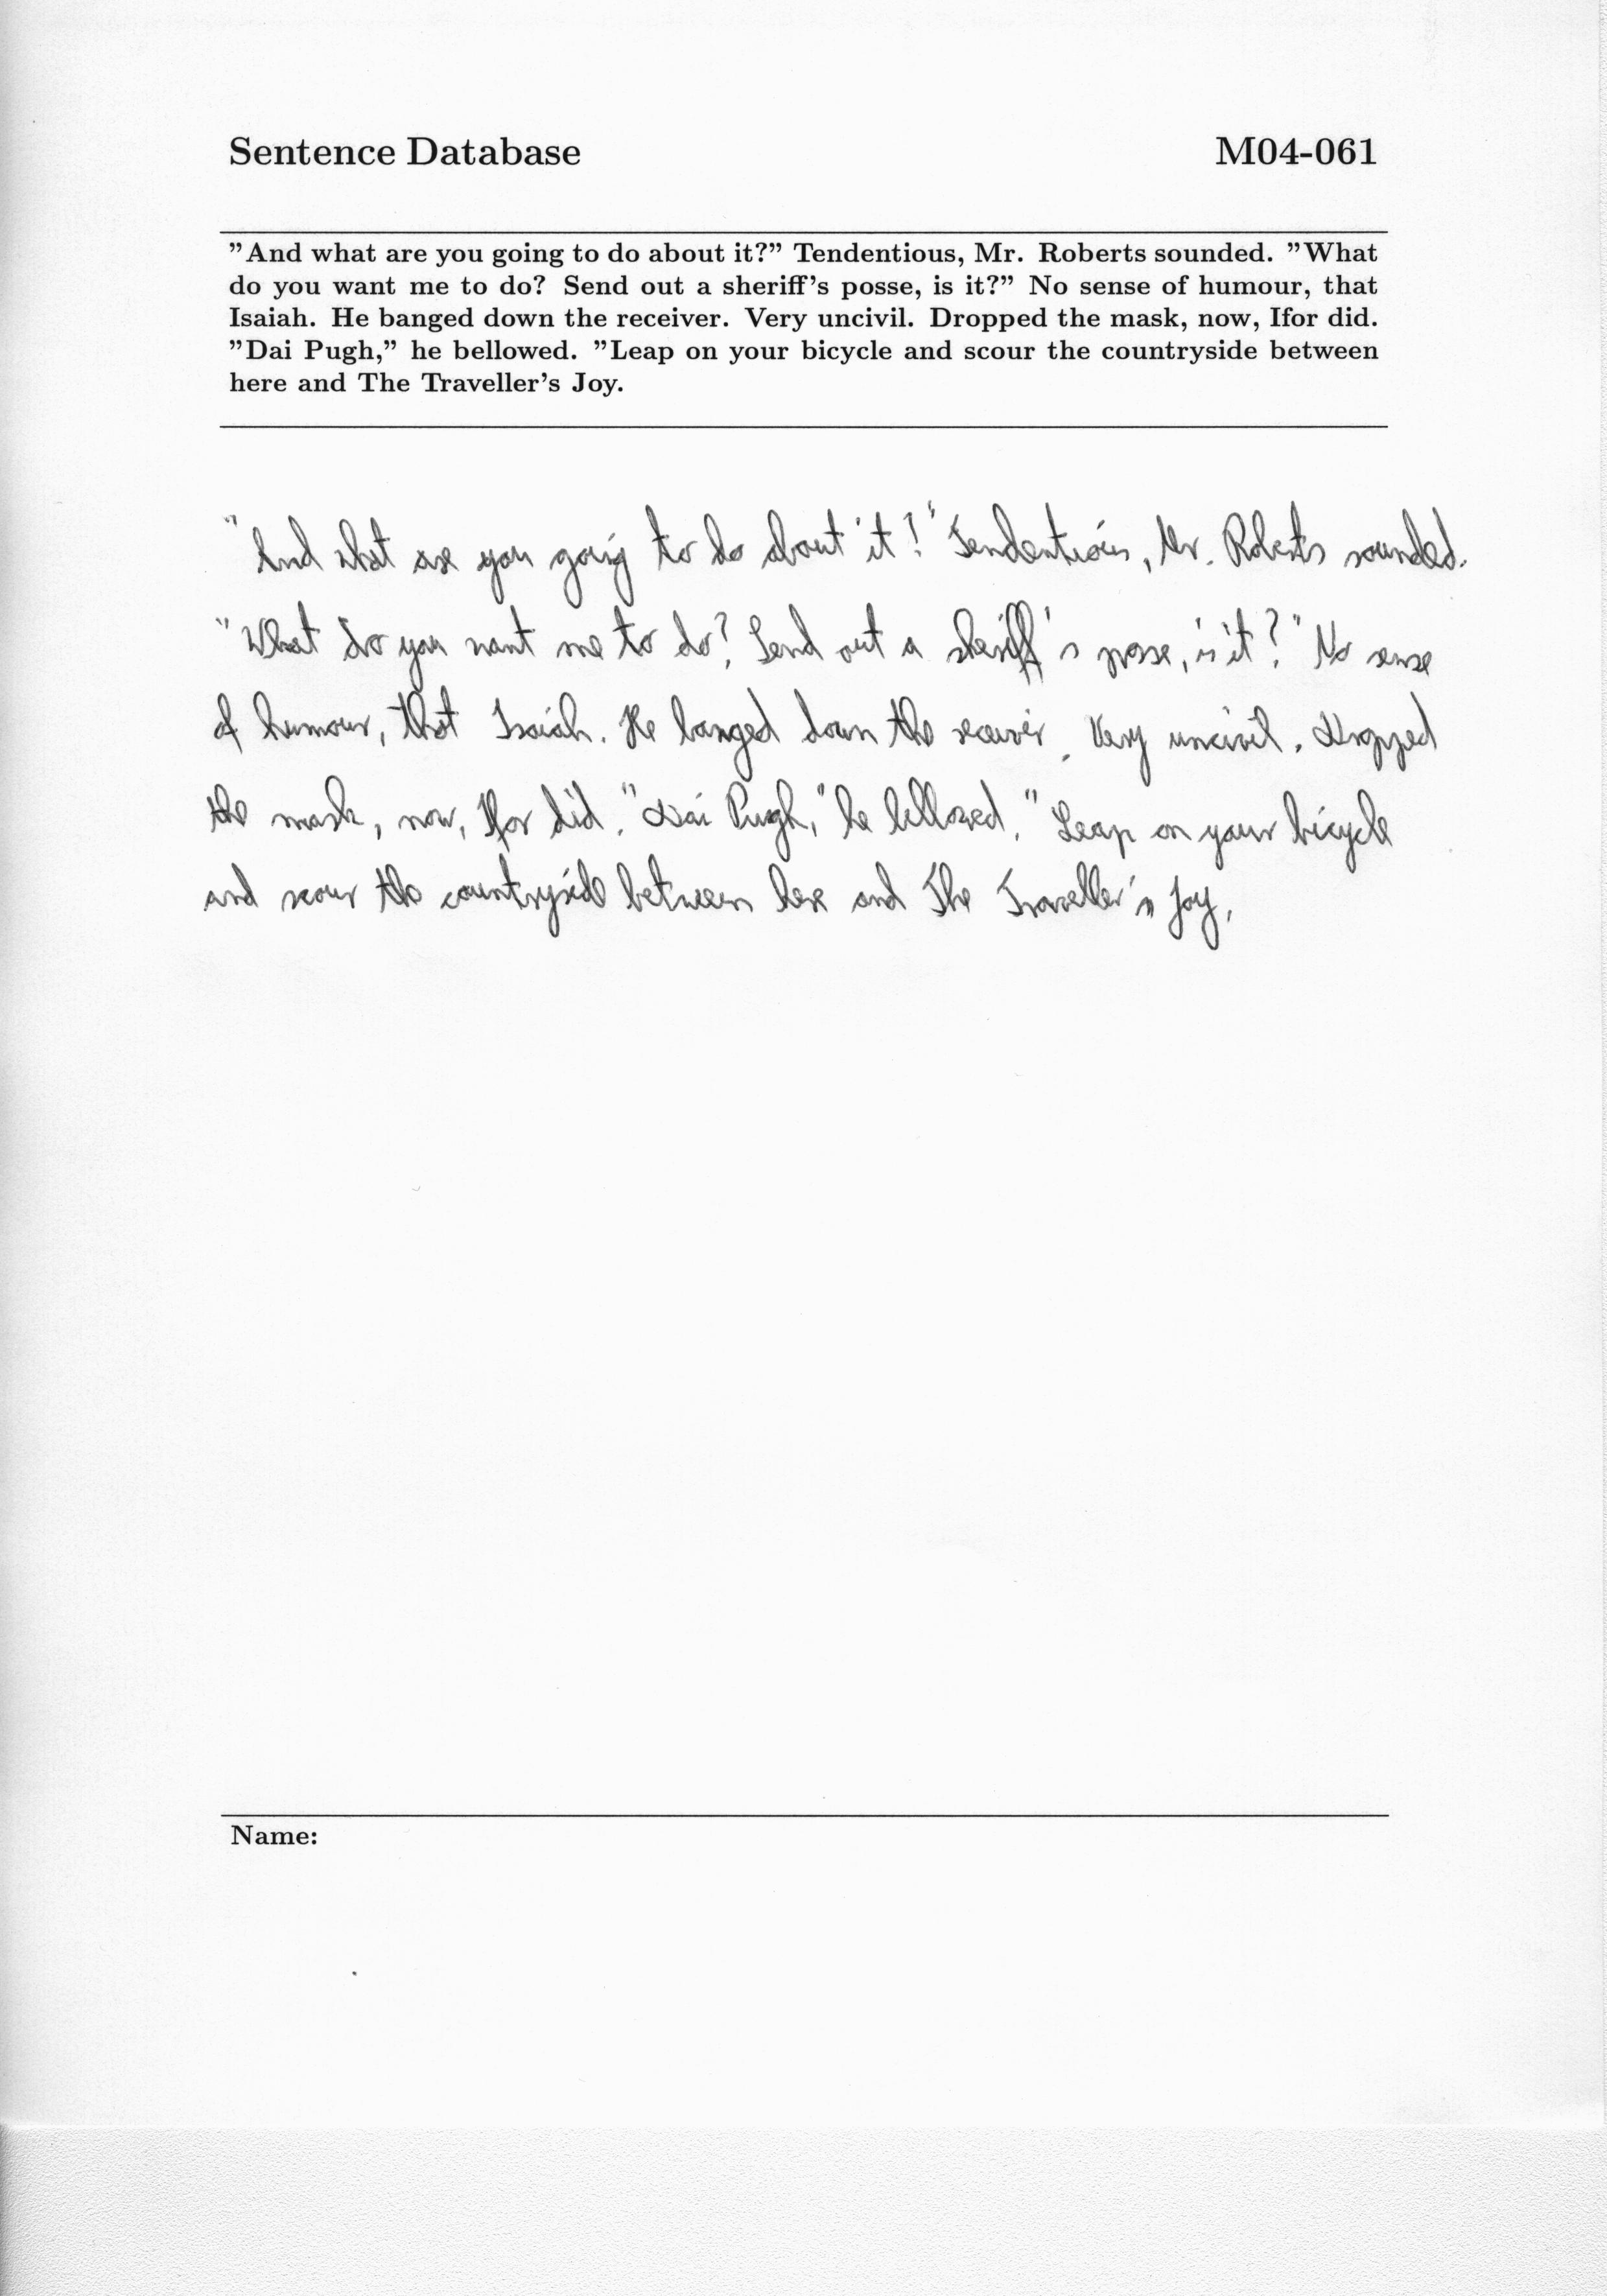 Sentence Database M04-061
"And what are you going to do about it?" Tendentious, Mr. Roberts sounded. "What
do you want me to do? Send out a sheriff's posse, is it?" No sense of humour, that
Isaiah. He banged down the receiver. Very uncivil. Dropped the mask, now, Ifor did.
"Dai Pugh," he bellowed. "Leap on your bicycle and scour the countryside between
here and The Traveller's Joy.
"And what are you going to do about it?" Tendentious, Mr. Roberts sounded.
"What do you want me to do? Send out a sheriff's posse, is it?" No sense
of humour, that Isaiah. He banged down the receiver. Very uncivil. Dropped
the mask, now, Ifor did. "Dai Pugh," he bellowed. "Leap on your bicycle
and scour the countryside between here and The Traveller's Joy.
Name: